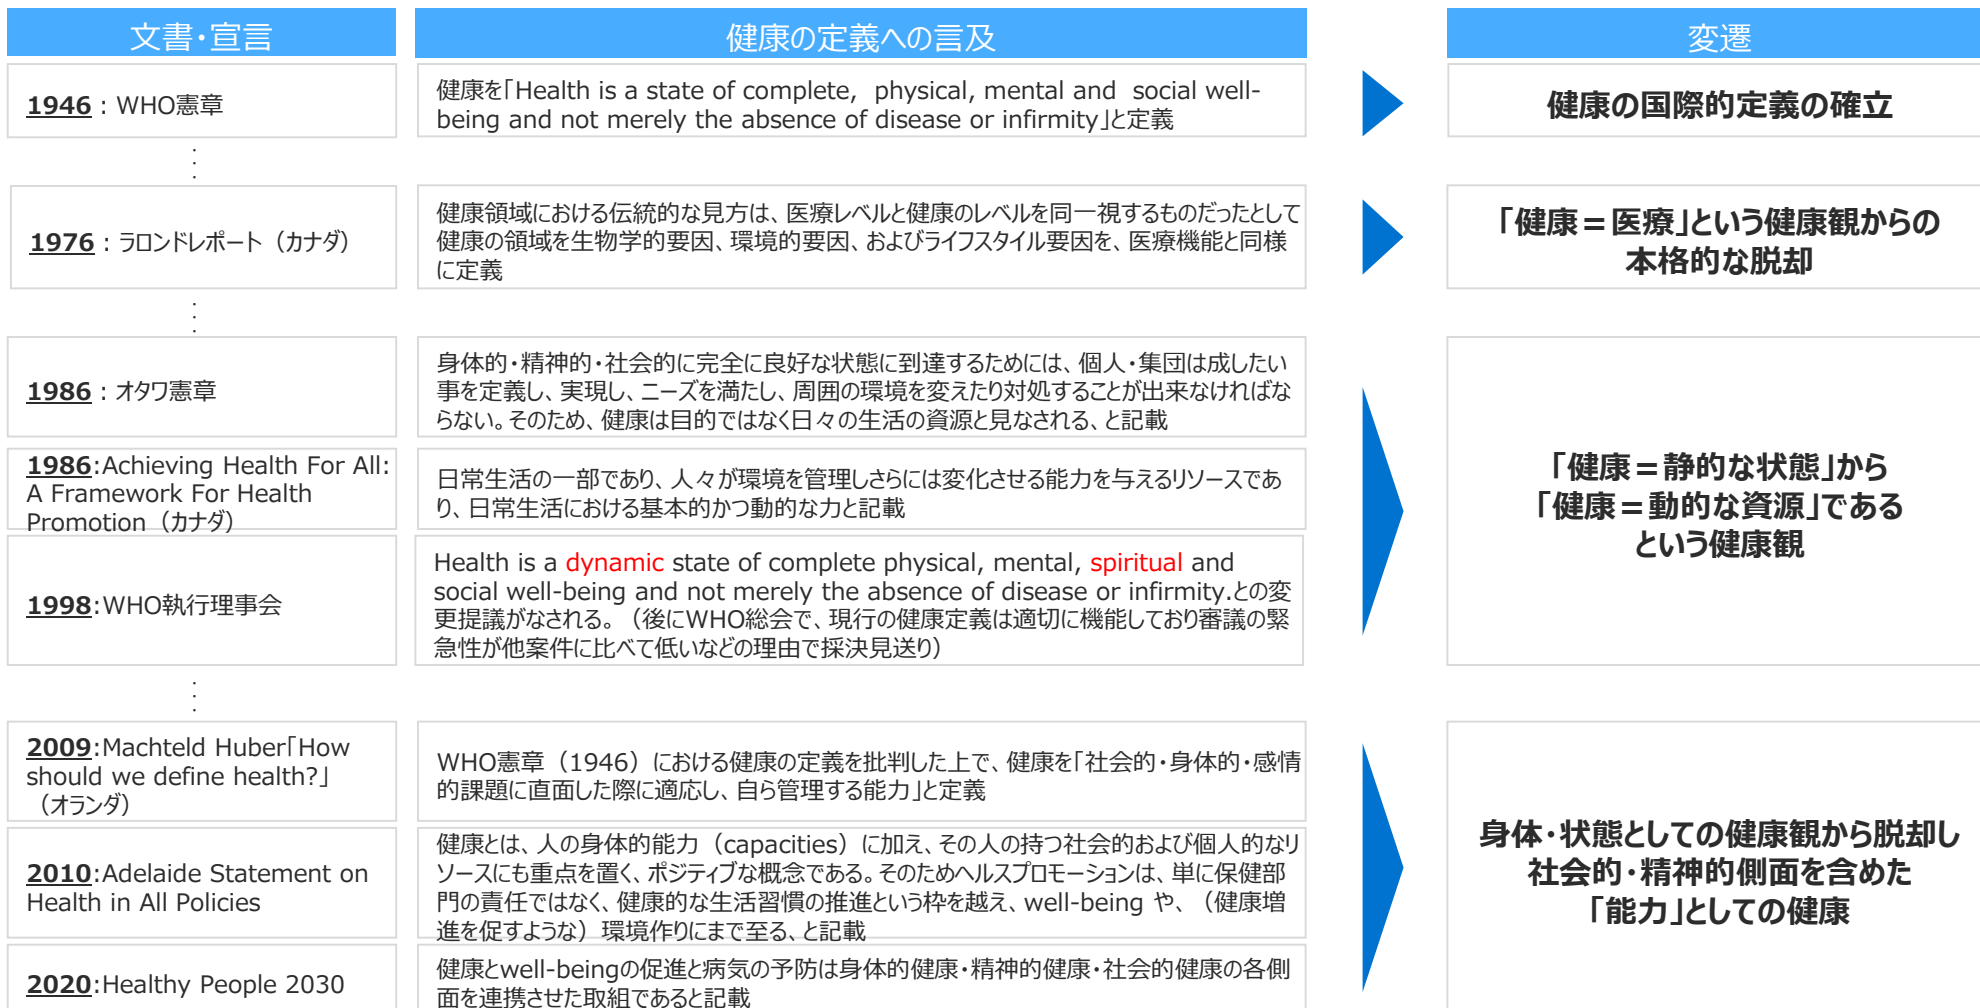 文書・宣言
健康の定義への言及
変遷
1946：WHO憲章
健康を「Health is a state of complete, physical, mental and social well-
being and not merely the absence of disease or infirmity」と定義
健康の国際的定義の確立
1976：ラロンドレポート（カナダ）
健康領域における伝統的な見方は、医療レベルと健康のレベルを同一視するものだったとして
健康の領域を生物学的要因、環境的要因、およびライフスタイル要因を、医療機能と同様
に定義
「健康＝医療」という健康観からの
本格的な脱却
1986：オタワ憲章
身体的・精神的・社会的に完全に良好な状態に到達するためには、個人・集団は成したい
事を定義し、実現し、ニーズを満たし、周囲の環境を変えたり対処することが出来なければな
らない。そのため、健康は目的ではなく日々の生活の資源と見なされる、と記載
1986:Achieving Health For All:
A Framework For Health
Promotion（カナダ）
日常生活の一部であり、人々が環境を管理しさらには変化させる能力を与えるリソースであ
り、日常生活における基本的かつ動的な力と記載
1998:WHO執行理事会
Health is a dynamic state of complete physical, mental, spiritual and
social well-being and not merely the absence of disease or infirmity.との変
更提議がなされる。（後にWHO総会で、現行の健康定義は適切に機能しており審議の緊
急性が他案件に比べて低いなどの理由で採決見送り）
「健康＝静的な状態」から
「健康＝動的な資源」である
という健康観
2009:Machteld Huber「How
should we define health?」
（オランダ）
WHO憲章（1946）における健康の定義を批判した上で、健康を「社会的・身体的・感情
的課題に直面した際に適応し、自ら管理する能力」と定義
2010:Adelaide Statement on
Health in All Policies
健康とは、人の身体的能力（capacities）に加え、その人の持つ社会的および個人的なリ
ソースにも重点を置く、ポジティブな概念である。そのためヘルスプロモーションは、単に保健部
門の責任ではなく、健康的な生活習慣の推進という枠を越え、well-being や、（健康増
進を促すような）環境作りにまで至る、と記載
2020:Healthy People 2030
健康とwell-beingの促進と病気の予防は身体的健康・精神的健康・社会的健康の各側
面を連携させた取組であると記載
身体・状態としての健康観から脱却し
社会的・精神的側面を含めた
「能力」としての健康